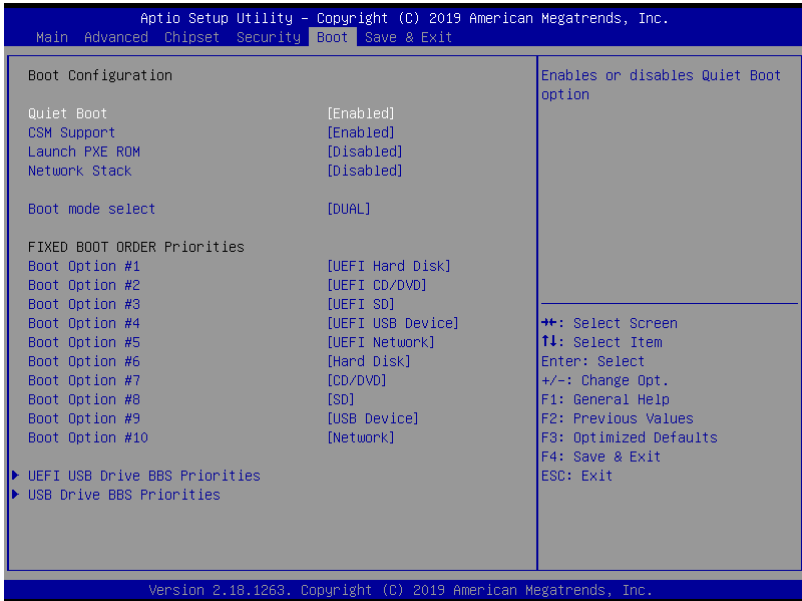 Aptio Setup Utility – Copyright (C) 2019 American Megatrends, Inc.
Main Advanced Chipset Security Boot Save & Exit
Boot Configuration
Quiet Boot [Enabled]
CSM Support [Enabled]
Launch PXE ROM [Disabled]
Network Stack [Disabled]
Boot mode select [DUAL]
FIXED BOOT ORDER Priorities
Boot Option #1 [UEFI Hard Disk]
Boot Option #2 [UEFI CD/DVD]
Boot Option #3 [UEFI SD]
Boot Option #4 [UEFI USB Device]
Boot Option #5 [UEFI Network]
Boot Option #6 [Hard Disk]
Boot Option #7 [CD/DVD]
Boot Option #8 [SD]
Boot Option #9 [USB Device]
Boot Option #10 [Network]
UEFI USB Drive BBS Priorities
USB Drive BBS Priorities
Enables or disables Quiet Boot
option
→←: Select Screen
↑↓: Select Item
Enter: Select
+/-: Change Opt.
F1: General Help
F2: Previous Values
F3: Optimized Defaults
F4: Save & Exit
ESC: Exit
Version 2.18.1263. Copyright (C) 2019 American Megatrends, Inc.